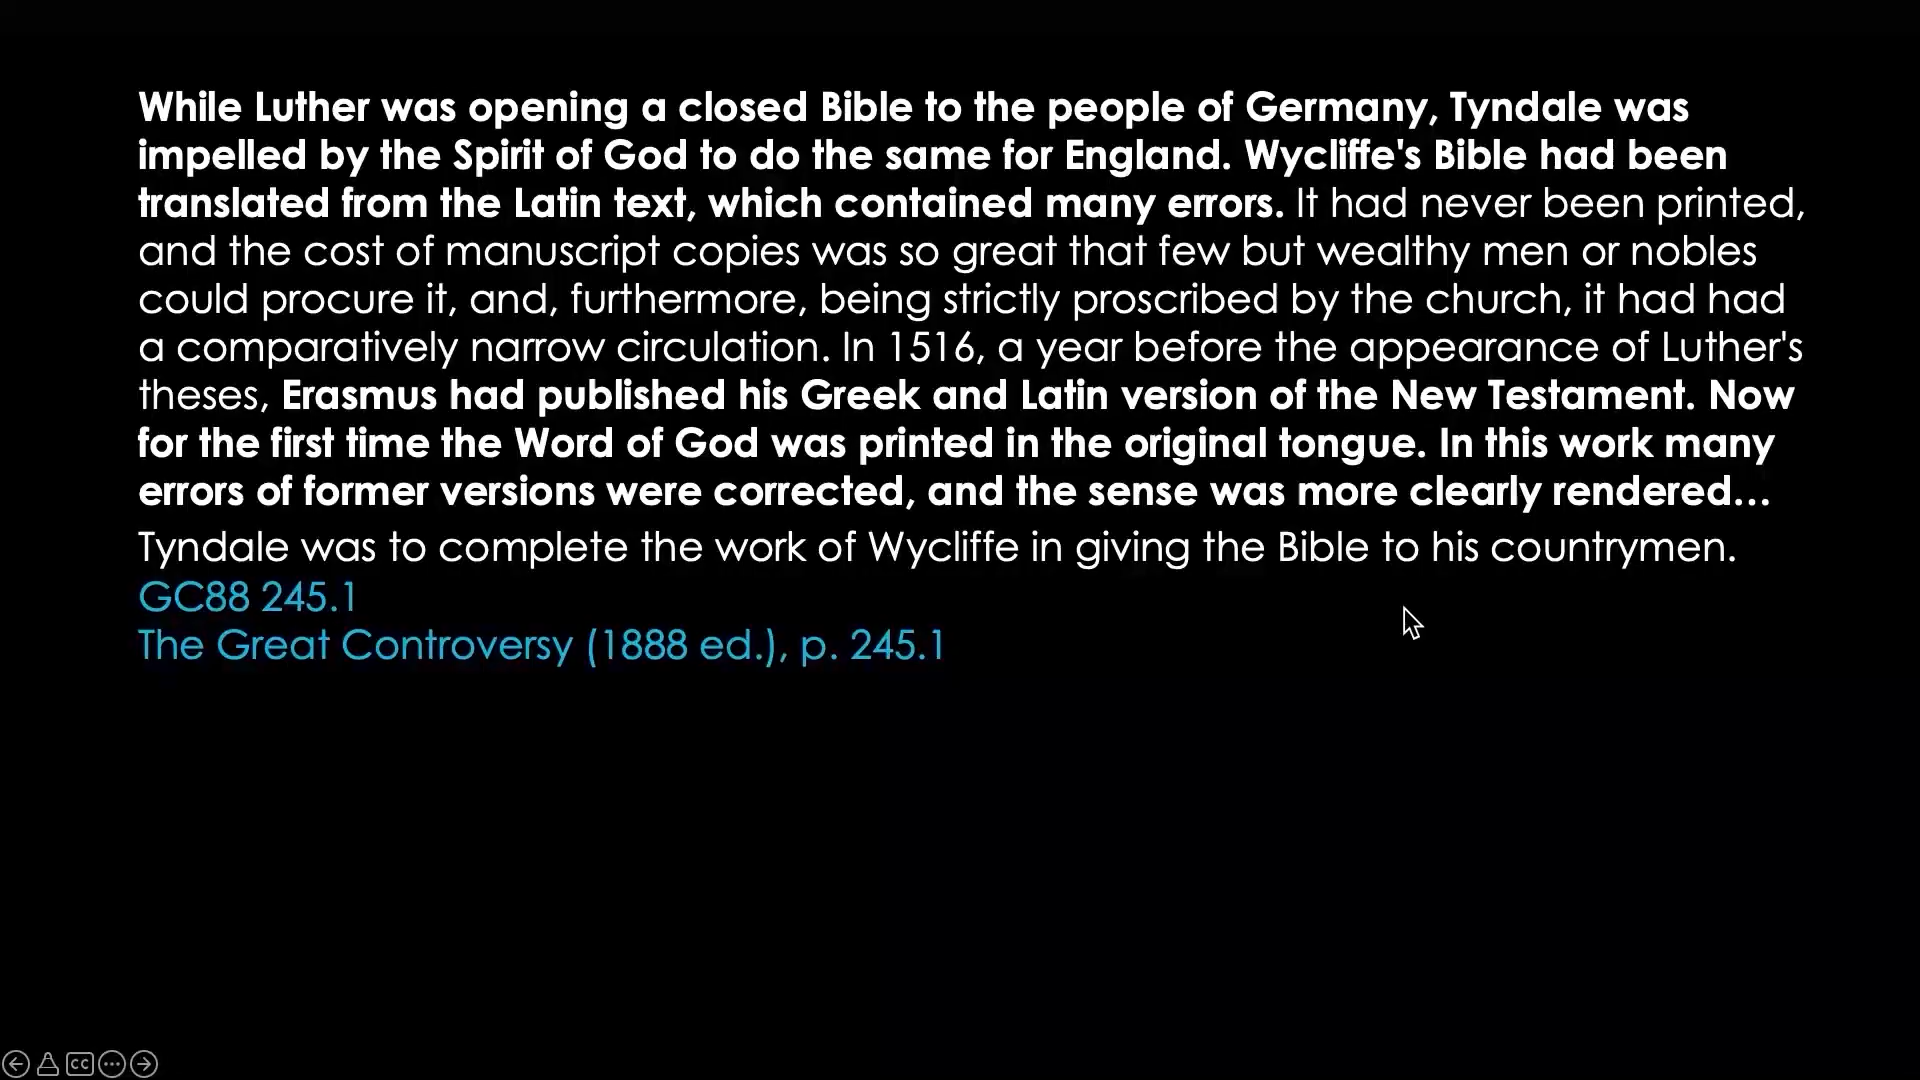 While Luther was opening a closed Bible to the people of Germany, Tyndale was
impelled by the Spirit of God to do the same for England. Wycliffe's Bible had been
translated from the Latin text, which contained many errors. It had never been printed,
and the cost of manuscript copies was so great that few but wealthy men or nobles
could procure it, and, furthermore, being strictly proscribed by the church, it had had
a comparatively narrow circulation. In 1516, a year before the appearance of Luther's
theses, Erasmus had published his Greek and Latin version of the New Testament. Now
for the first time the Word of God was printed in the original tongue. In this work many
errors of former versions were corrected, and the sense was more clearly rendered...
Tyndale was to complete the work of Wycliffe in giving the Bible to his countrymen.
GC88 245.1
The Great Controversy (1888 ed.), p. 245.1
CC